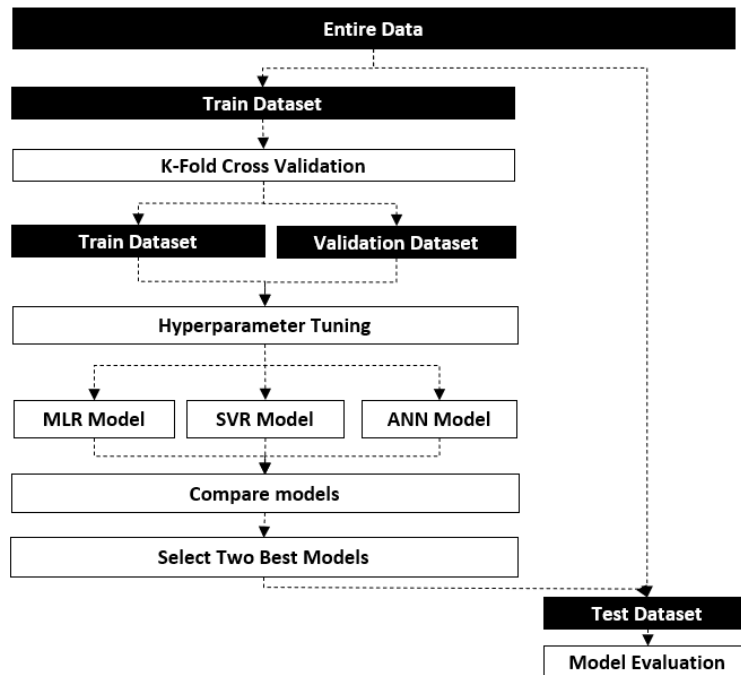 Entire Data
Train Dataset
K-Fold Cross Validation
Train Dataset
Validation Dataset
Hyperparameter Tuning
MLR Model
SVR Model
ANN Model
Compare models
Select Two Best Models
Test Dataset
Model Evaluation